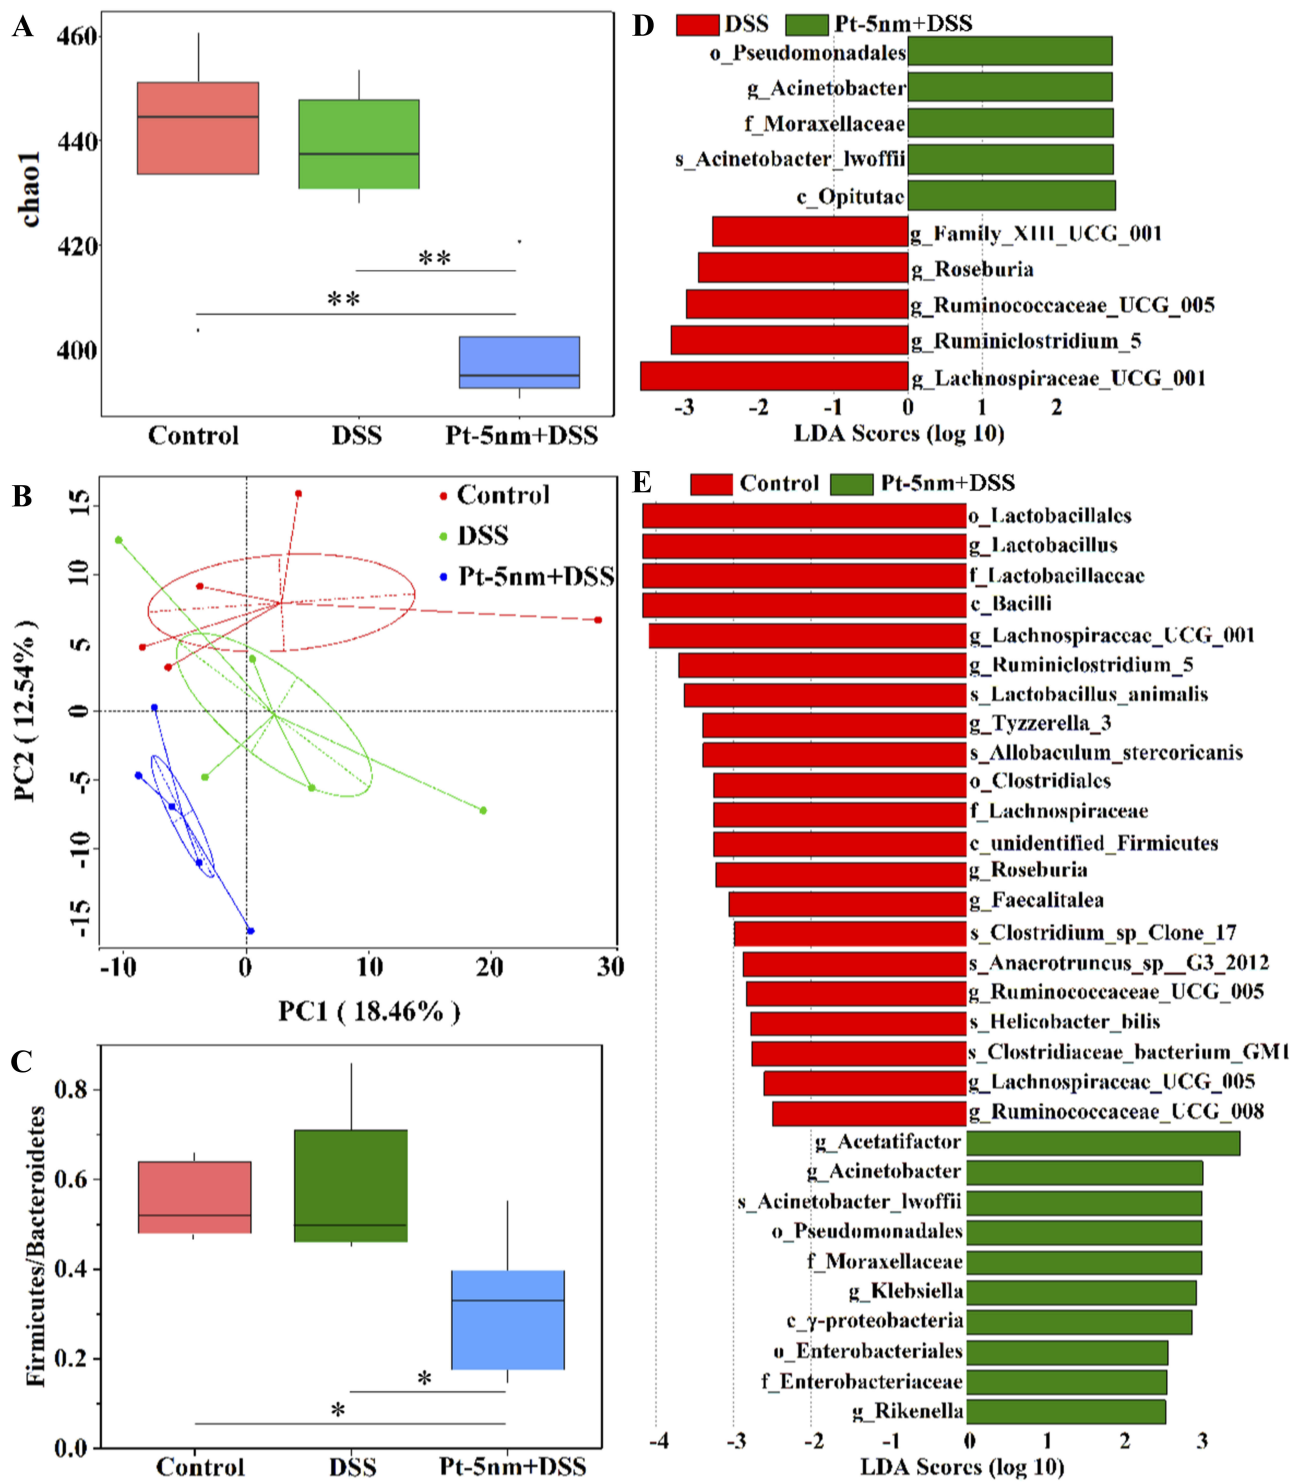 A
460
440
420
400
chao1
**
**
Control DSS Pt-5nm+DSS
D
DSS Pt-5nm+DSS
o_Pseudomonadales
g_Acinetobacter
f_Moraxellaceae
s_Acinetobacter_lwoffii
c_Opitutae
g_Family_XIII_UCG_001
g_Roseburia
g_Ruminococcaceae_UCG_005
g_Ruminiclostridium_5
g_Lachnospiraceae_UCG_001
-3 -2 -1 0 1 2
LDA Scores (log 10)
B
Control
DSS
Pt-5nm+DSS
15
10
5
0
-5
-10
-15
PC2 ( 12.54% )
-10 0 10 20 30
PC1 ( 18.46% )
C
0.8
0.6
0.4
0.2
0.0
Firmicutes/Bacteroidetes
*
*
Control DSS Pt-5nm+DSS
E
Control Pt-5nm+DSS
o_Lactobacillales
g_Lactobacillus
f_Lactobacillaceae
c_Bacilli
g_Lachnospiraceae_UCG_001
g_Ruminiclostridium_5
s_Lactobacillus_animalis
g_Tyzzerella_3
s_Allobaculum_stercoricanis
o_Clostridiales
f_Lachnospiraceae
c_unidentified_Firmicutes
g_Roseburia
g_Faecalitalea
s_Clostridium_sp_Clone_17
s_Anaerotruncus_sp__G3_2012
g_Ruminococcaceae_UCG_005
s_Helicobacter_bilis
s_Clostridiaceae_bacterium_GM1
g_Lachnospiraceae_UCG_005
g_Ruminococcaceae_UCG_008
g_Acetatifactor
g_Acinetobacter
s_Acinetobacter_lwoffii
o_Pseudomonadales
f_Moraxellaceae
g_Klebsiella
c_γ-proteobacteria
o_Enterobacteriales
f_Enterobacteriaceae
g_Rikenella
-4 -3 -2 -1 0 1 2 3
LDA Scores (log 10)